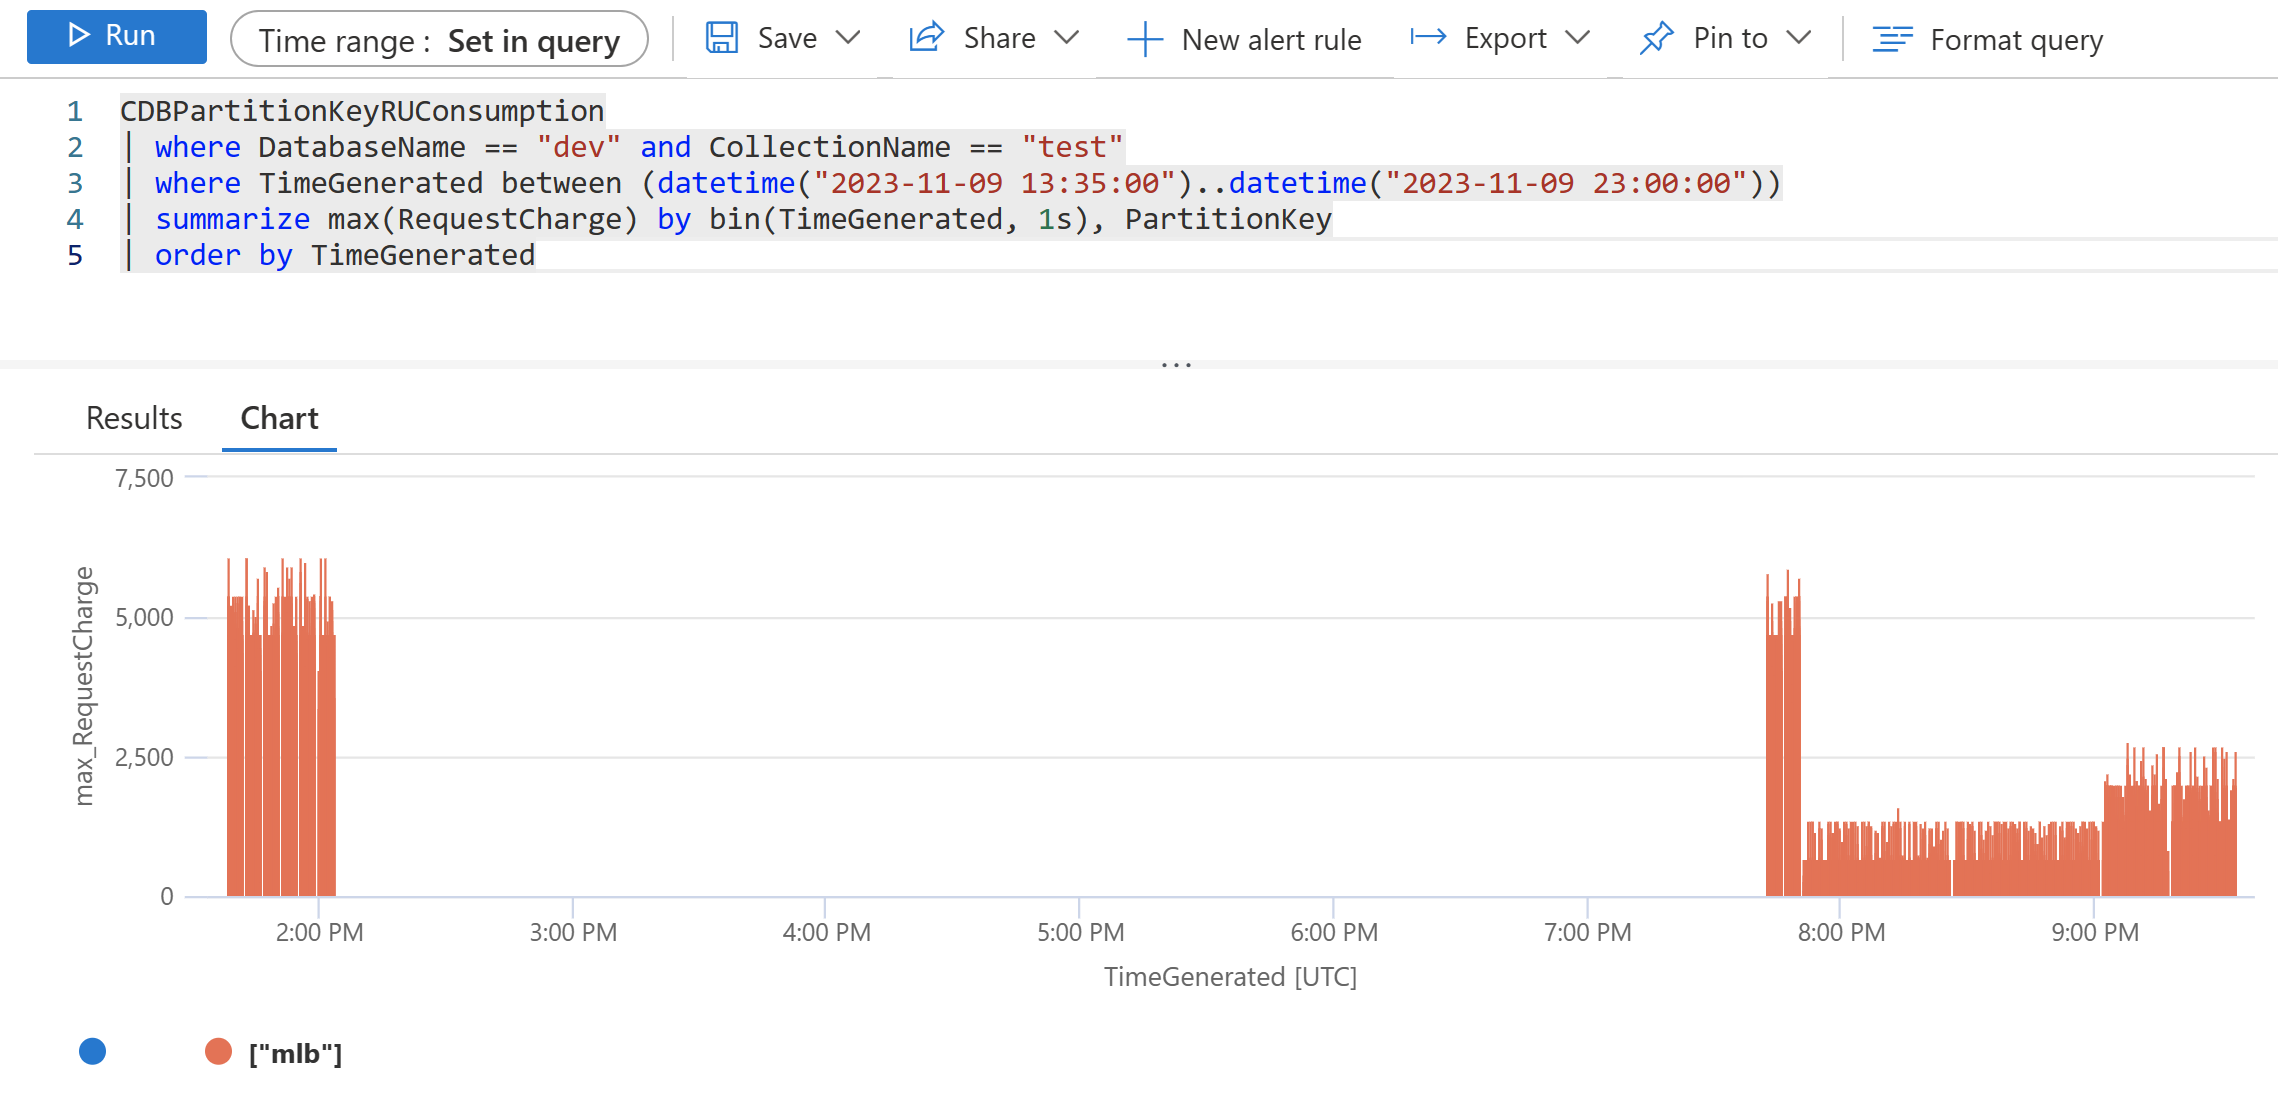 Run Time range : Set in query Save Share New alert rule Export Pin to Format query
1 CDBPartitionKeyRUConsumption
2 | where DatabaseName == "dev" and CollectionName == "test"
3 | where TimeGenerated between (datetime("2023-11-09 13:35:00")..datetime("2023-11-09 23:00:00"))
4 | summarize max(RequestCharge) by bin(TimeGenerated, 1s), PartitionKey
5 | order by TimeGenerated
...
Results Chart
7,500
5,000
2,500
0
max_RequestCharge
2:00 PM 3:00 PM 4:00 PM 5:00 PM 6:00 PM 7:00 PM 8:00 PM 9:00 PM
TimeGenerated [UTC]
["mlb"]